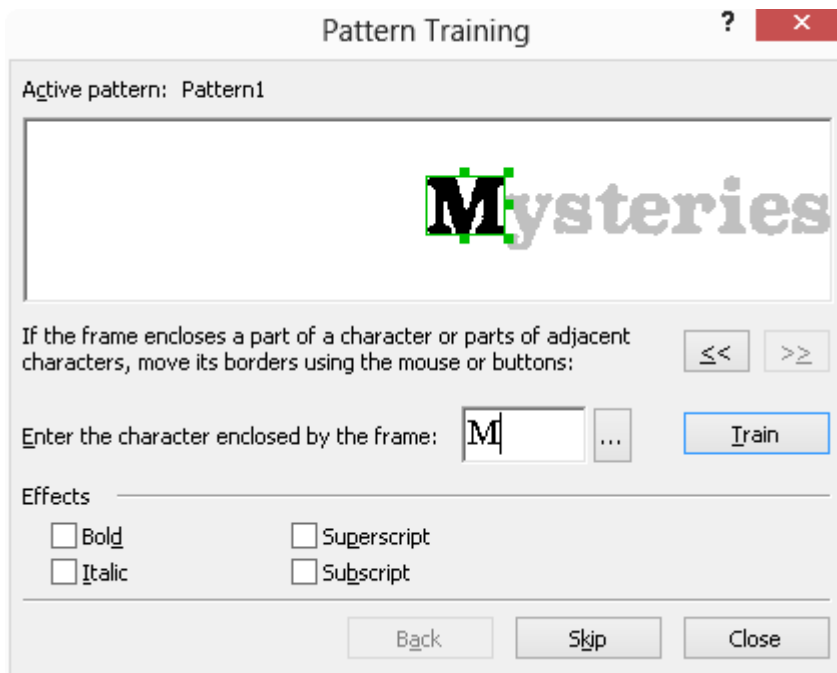 Pattern Training ? ×
Active pattern: Pattern1
Mysteries
If the frame encloses a part of a character or parts of adjacent
characters, move its borders using the mouse or buttons:
<< >>
Enter the character enclosed by the frame: M ... Train
Effects
Bold Superscript
Italic Subscript
Back Skip Close